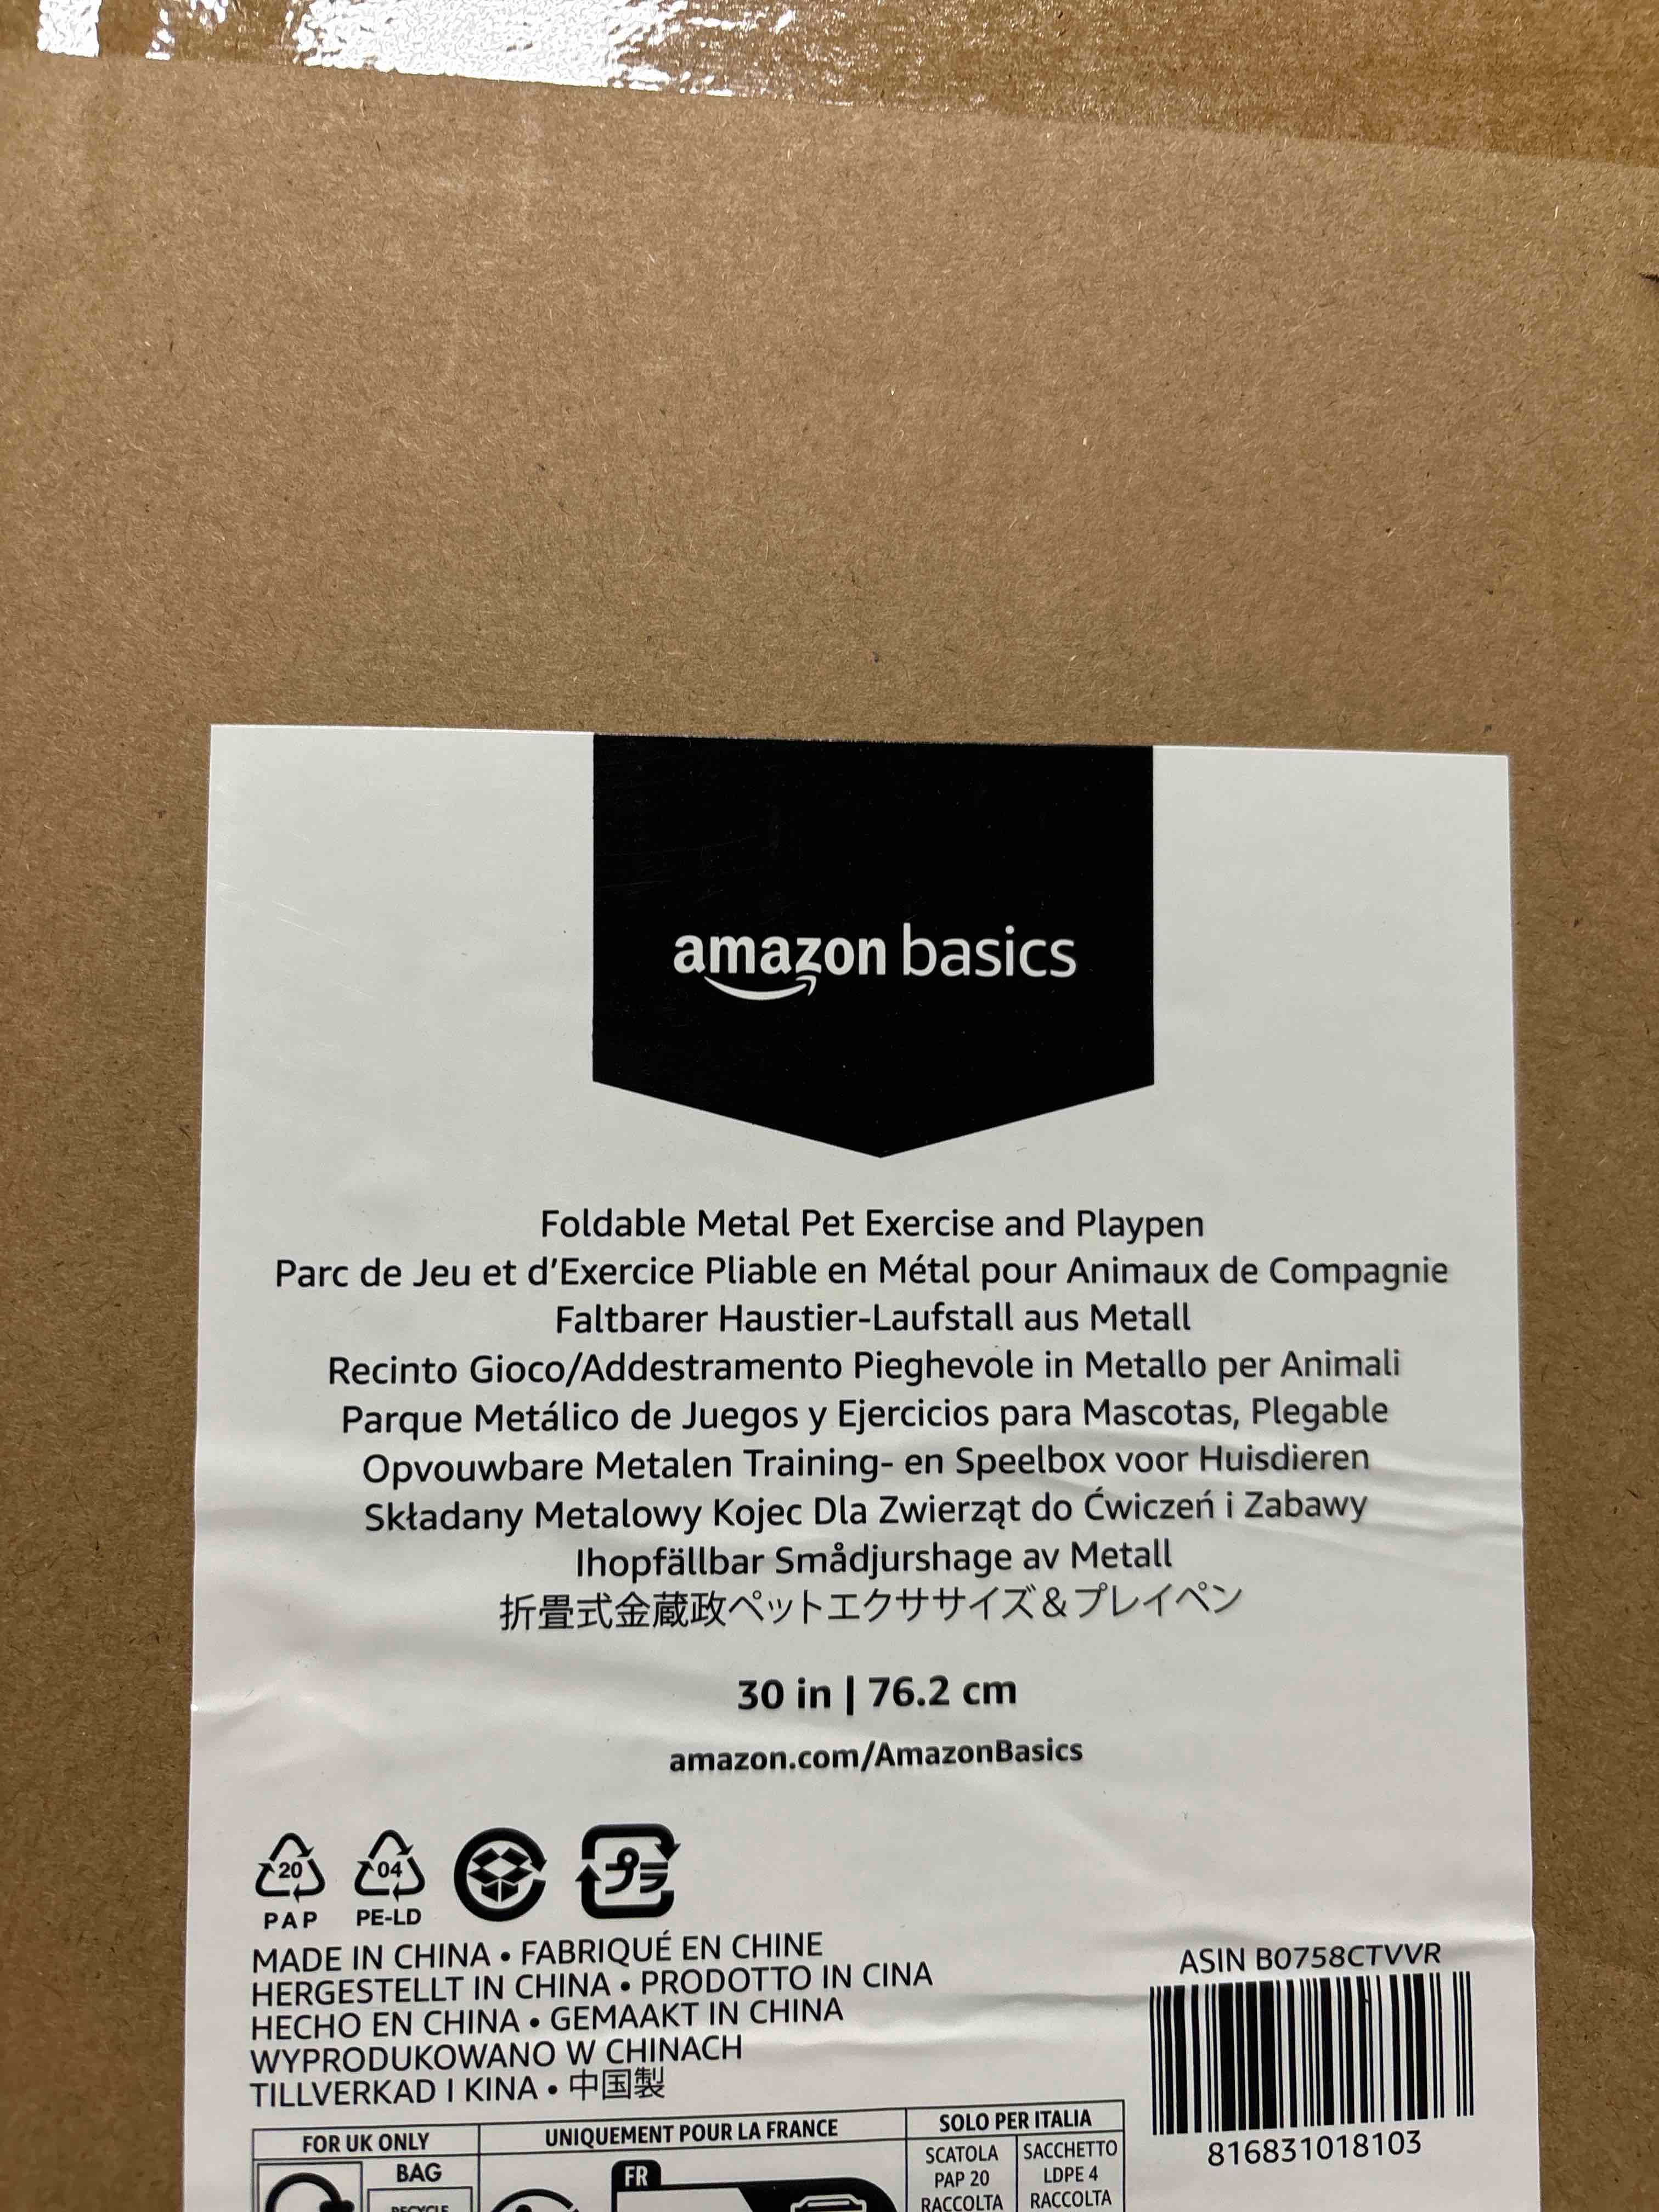 amazon basics
Foldable Metal Pet Exercise and Playpen
Parc de Jeu et d'Exercice Pliable en Métal pour Animaux de Compagnie
Faltbarer Haustier-Laufstall aus Metall
Recinto Gioco/Addestramento Pieghevole in Metallo per Animali
Parque Metálico de Juegos y Ejercicios para Mascotas, Plegable
Opvouwbare Metalen Training- en Speelbox voor Huisdieren
Składany Metalowy Kojec Dla Zwierząt do Ćwiczeń i Zabawy
Ihopfällbar Smådjurshage av Metall
折畳式金蔵政ペットエクササイズ&プレイペン
30 in | 76.2 cm
amazon.com/AmazonBasics
20 04 プラ
PAP PE-LD
MADE IN CHINA • FABRIQUÉ EN CHINE
HERGESTELLT IN CHINA • PRODOTTO IN CINA
HECHO EN CHINA • GEMAAKT IN CHINA
WYPRODUKOWANO W CHINACH
TILLVERKAD I KINA • 中国製
ASIN B0758CTVVR
816831018103
FOR UK ONLY
BAG
RECYCLE
UNIQUEMENT POUR LA FRANCE
FR
SOLO PER ITALIA
SCATOLA SACCHETTO
PAP 20 LDPE 4
RACCOLTA RACCOLTA